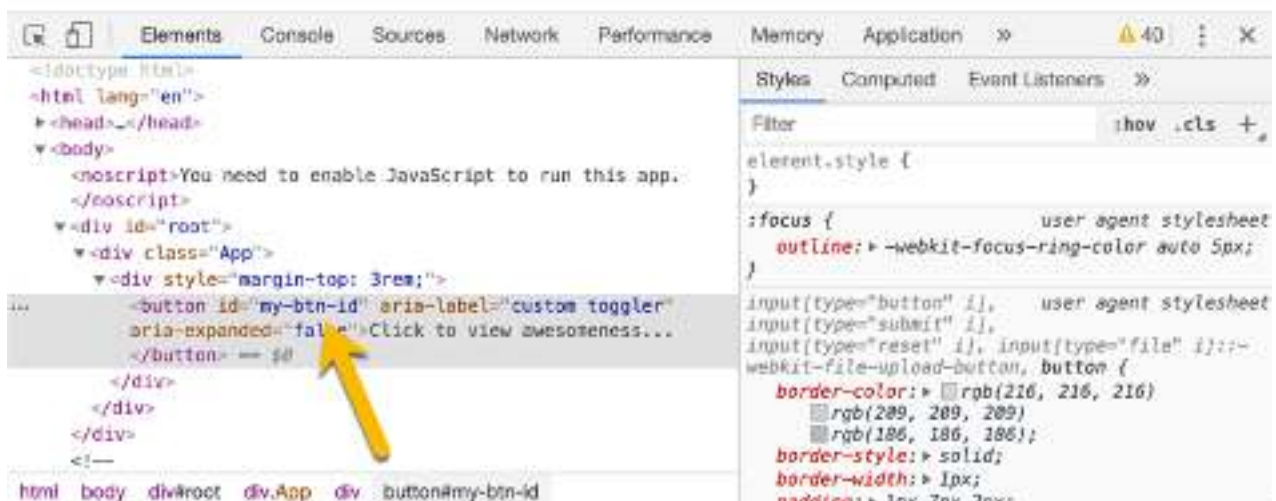 Elements Console Sources Network Performance Memory Application » 40
<!doctype html>
<html lang="en">
<head>…</head>
<body>
<noscript>You need to enable JavaScript to run this app.
</noscript>
<div id="root">
<div class="App">
<div style="margin-top: 3rem;">
... <button id="my-btn-id" aria-label="custom toggler"
aria-expanded="false">Click to view awesomeness...
</button> == $0
</div>
</div>
</div>
<!--
html body div#root div.App div button#my-btn-id
Styles Computed Event Listeners »
Filter :hov .cls +
element.style {
}
:focus { user agent stylesheet
outline: -webkit-focus-ring-color auto 5px;
}
input[type="button" i], user agent stylesheet
input[type="submit" i],
input[type="reset" i], input[type="file" i]::-
webkit-file-upload-button, button {
border-color: rgb(216, 216, 216)
rgb(209, 209, 209)
rgb(186, 186, 186);
border-style: solid;
border-width: 1px;
padding: 1px 7px 2px;